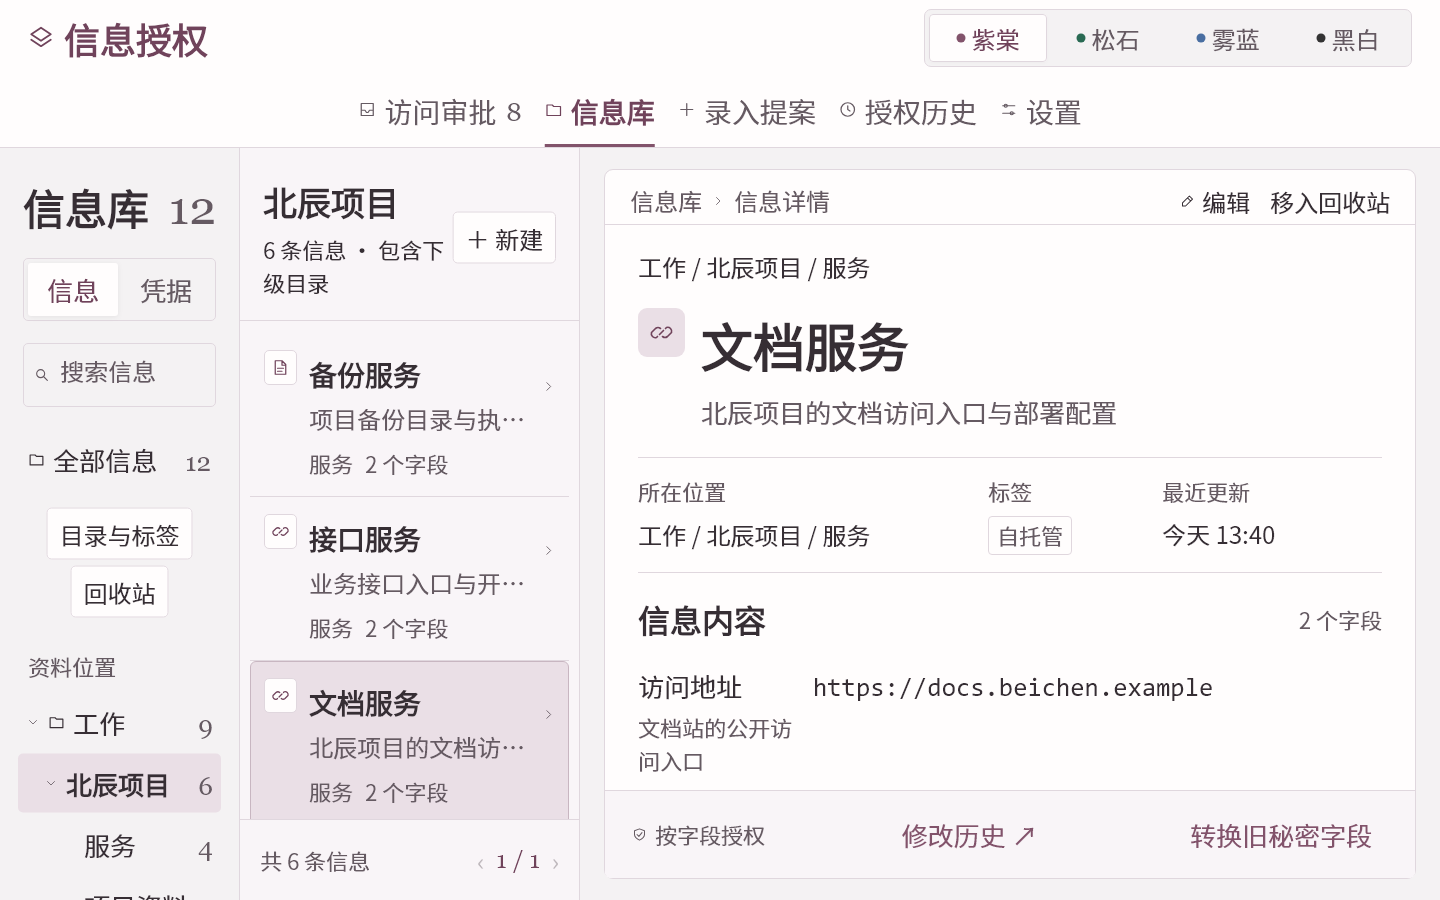 信息授权
紫棠 松石 雾蓝 黑白
访问审批 8 信息库 录入提案 授权历史 设置
信息库 12
信息 凭据
搜索信息
全部信息 12
目录与标签
回收站
资料位置
工作 9
北辰项目 6
服务 4
项目资料
北辰项目
6 条信息 · 包含下
级目录
新建
备份服务
项目备份目录与执…
服务 2 个字段
接口服务
业务接口入口与开…
服务 2 个字段
文档服务
北辰项目的文档访…
服务 2 个字段
共 6 条信息 ‹ 1 / 1 ›
信息库 › 信息详情 编辑 移入回收站
工作 / 北辰项目 / 服务
文档服务
北辰项目的文档访问入口与部署配置
所在位置 标签 最近更新
工作 / 北辰项目 / 服务 自托管 今天 13:40
信息内容 2 个字段
访问地址 https://docs.beichen.example
文档站的公开访
问入口
按字段授权 修改历史 ↗ 转换旧秘密字段